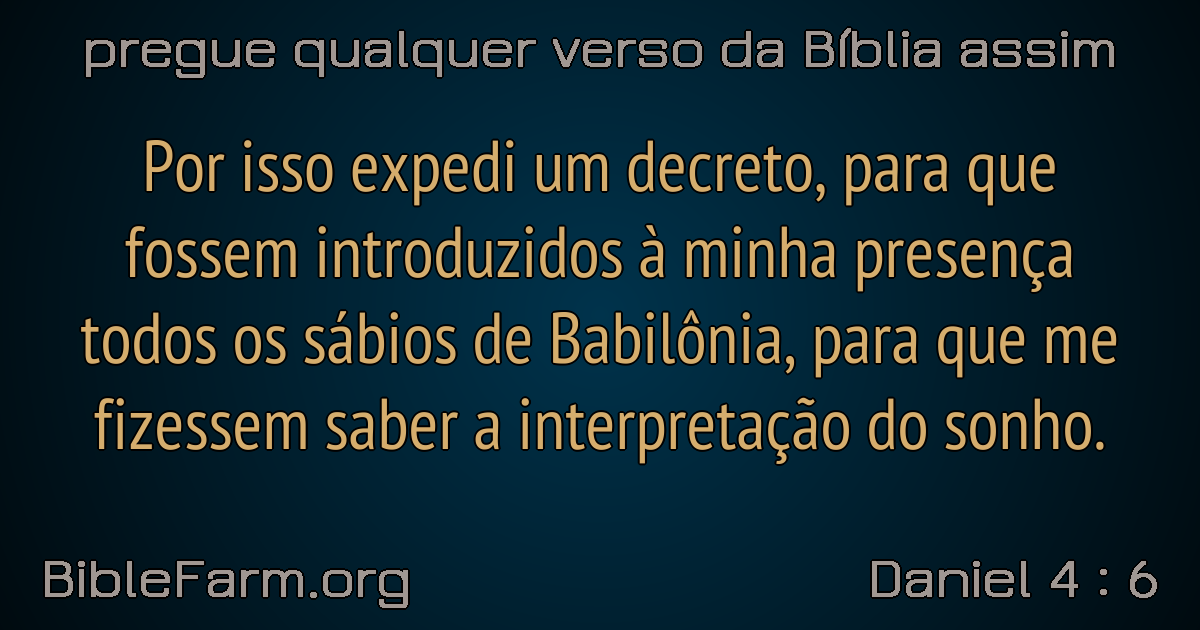 pregue qualquer verso da Bíblia assim
Por isso expedi um decreto, para que
fossem introduzidos à minha presença
todos os sábios de Babilônia, para que me
fizessem saber a interpretação do sonho.
BibleFarm.org
Daniel 4 : 6